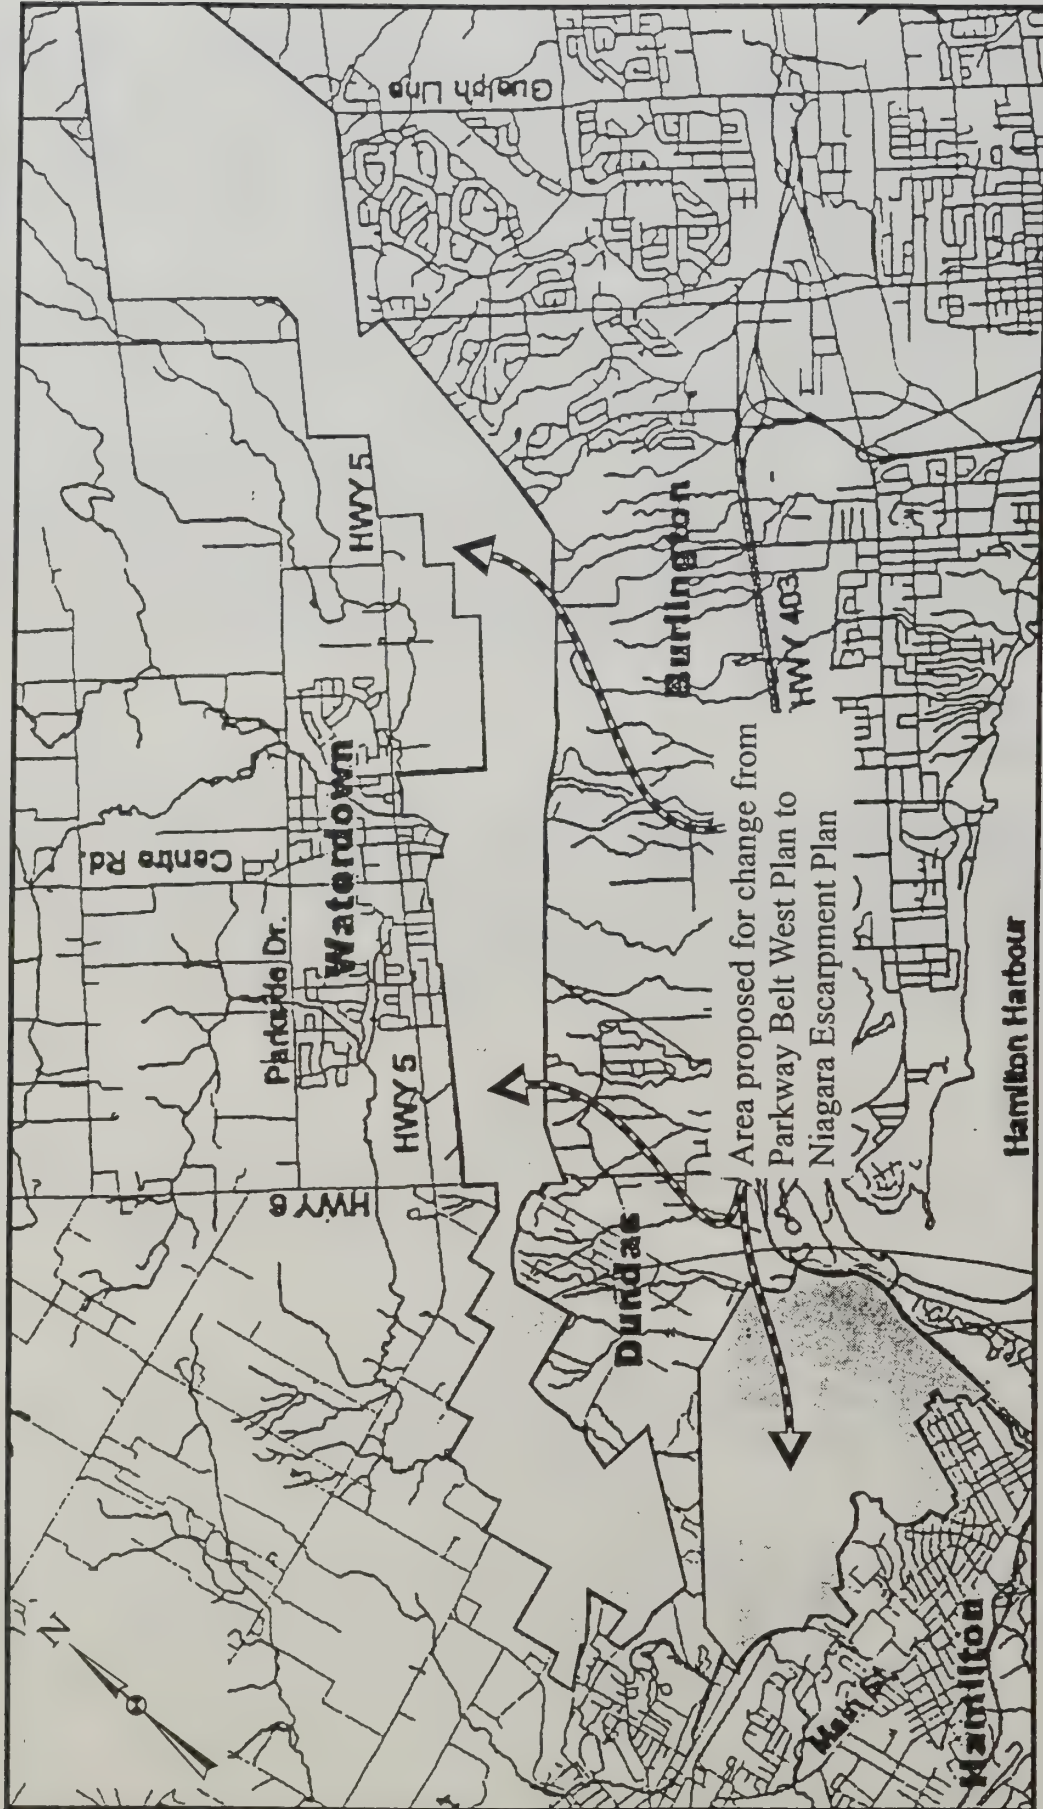 Guelph Line
HWY 5
Burlington
HWY 403
Waterdown
Centre Rd.
Parkside Dr.
HWY 5
HWY 6
Area proposed for change from
Parkway Belt West Plan to
Niagara Escarpment Plan
Hamilton Harbour
Dundas
N
Main St.
Hamilton